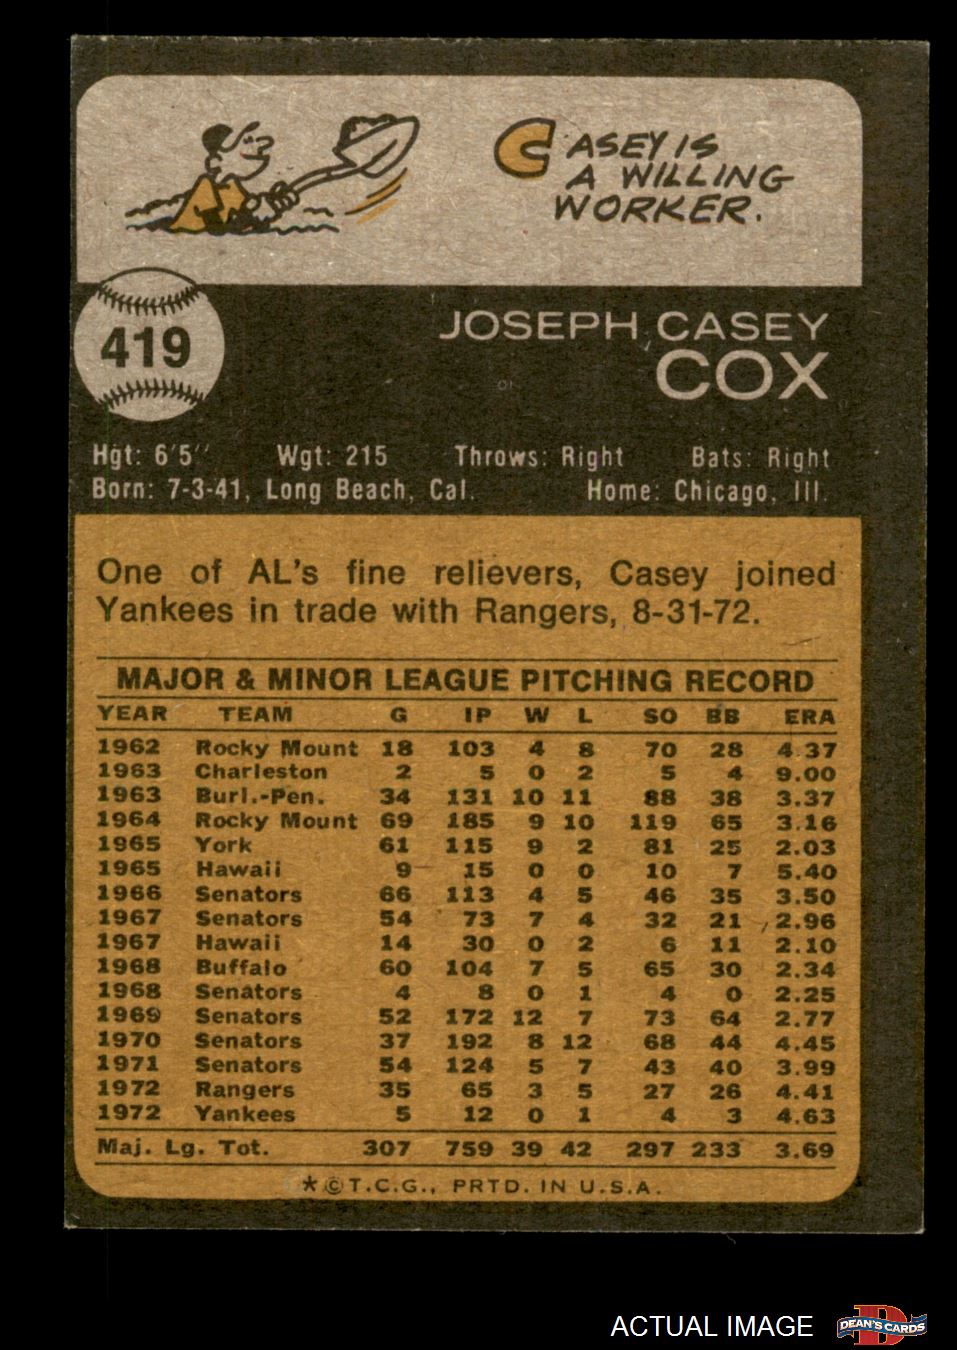 CASEY IS
A WILLING
WORKER.
419
JOSEPH CASEY
COX
Hgt: 6'5" Wgt: 215 Throws: Right Bats: Right
Born: 7-3-41, Long Beach, Cal. Home: Chicago, Ill.
One of AL's fine relievers, Casey joined
Yankees in trade with Rangers, 8-31-72.
MAJOR & MINOR LEAGUE PITCHING RECORD
YEAR TEAM G IP W L SO BB ERA
1962 Rocky Mount 18 103 4 8 70 28 4.37
1963 Charleston 2 5 0 2 5 4 9.00
1963 Burl.-Pen. 34 131 10 11 88 38 3.37
1964 Rocky Mount 69 185 9 10 119 65 3.16
1965 York 61 115 9 2 81 25 2.03
1965 Hawaii 9 15 0 0 10 7 5.40
1966 Senators 66 113 4 5 46 35 3.50
1967 Senators 54 73 7 4 32 21 2.96
1967 Hawaii 14 30 0 2 6 11 2.10
1968 Buffalo 60 104 7 5 65 30 2.34
1968 Senators 4 8 0 1 4 0 2.25
1969 Senators 52 172 12 7 73 64 2.77
1970 Senators 37 192 8 12 68 44 4.45
1971 Senators 54 124 5 7 43 40 3.99
1972 Rangers 35 65 3 5 27 26 4.41
1972 Yankees 5 12 0 1 4 3 4.63
Maj. Lg. Tot. 307 759 39 42 297 233 3.69
*©T.C.G., PRTD. IN U.S.A.
ACTUAL IMAGE
D
DEAN'S CARDS